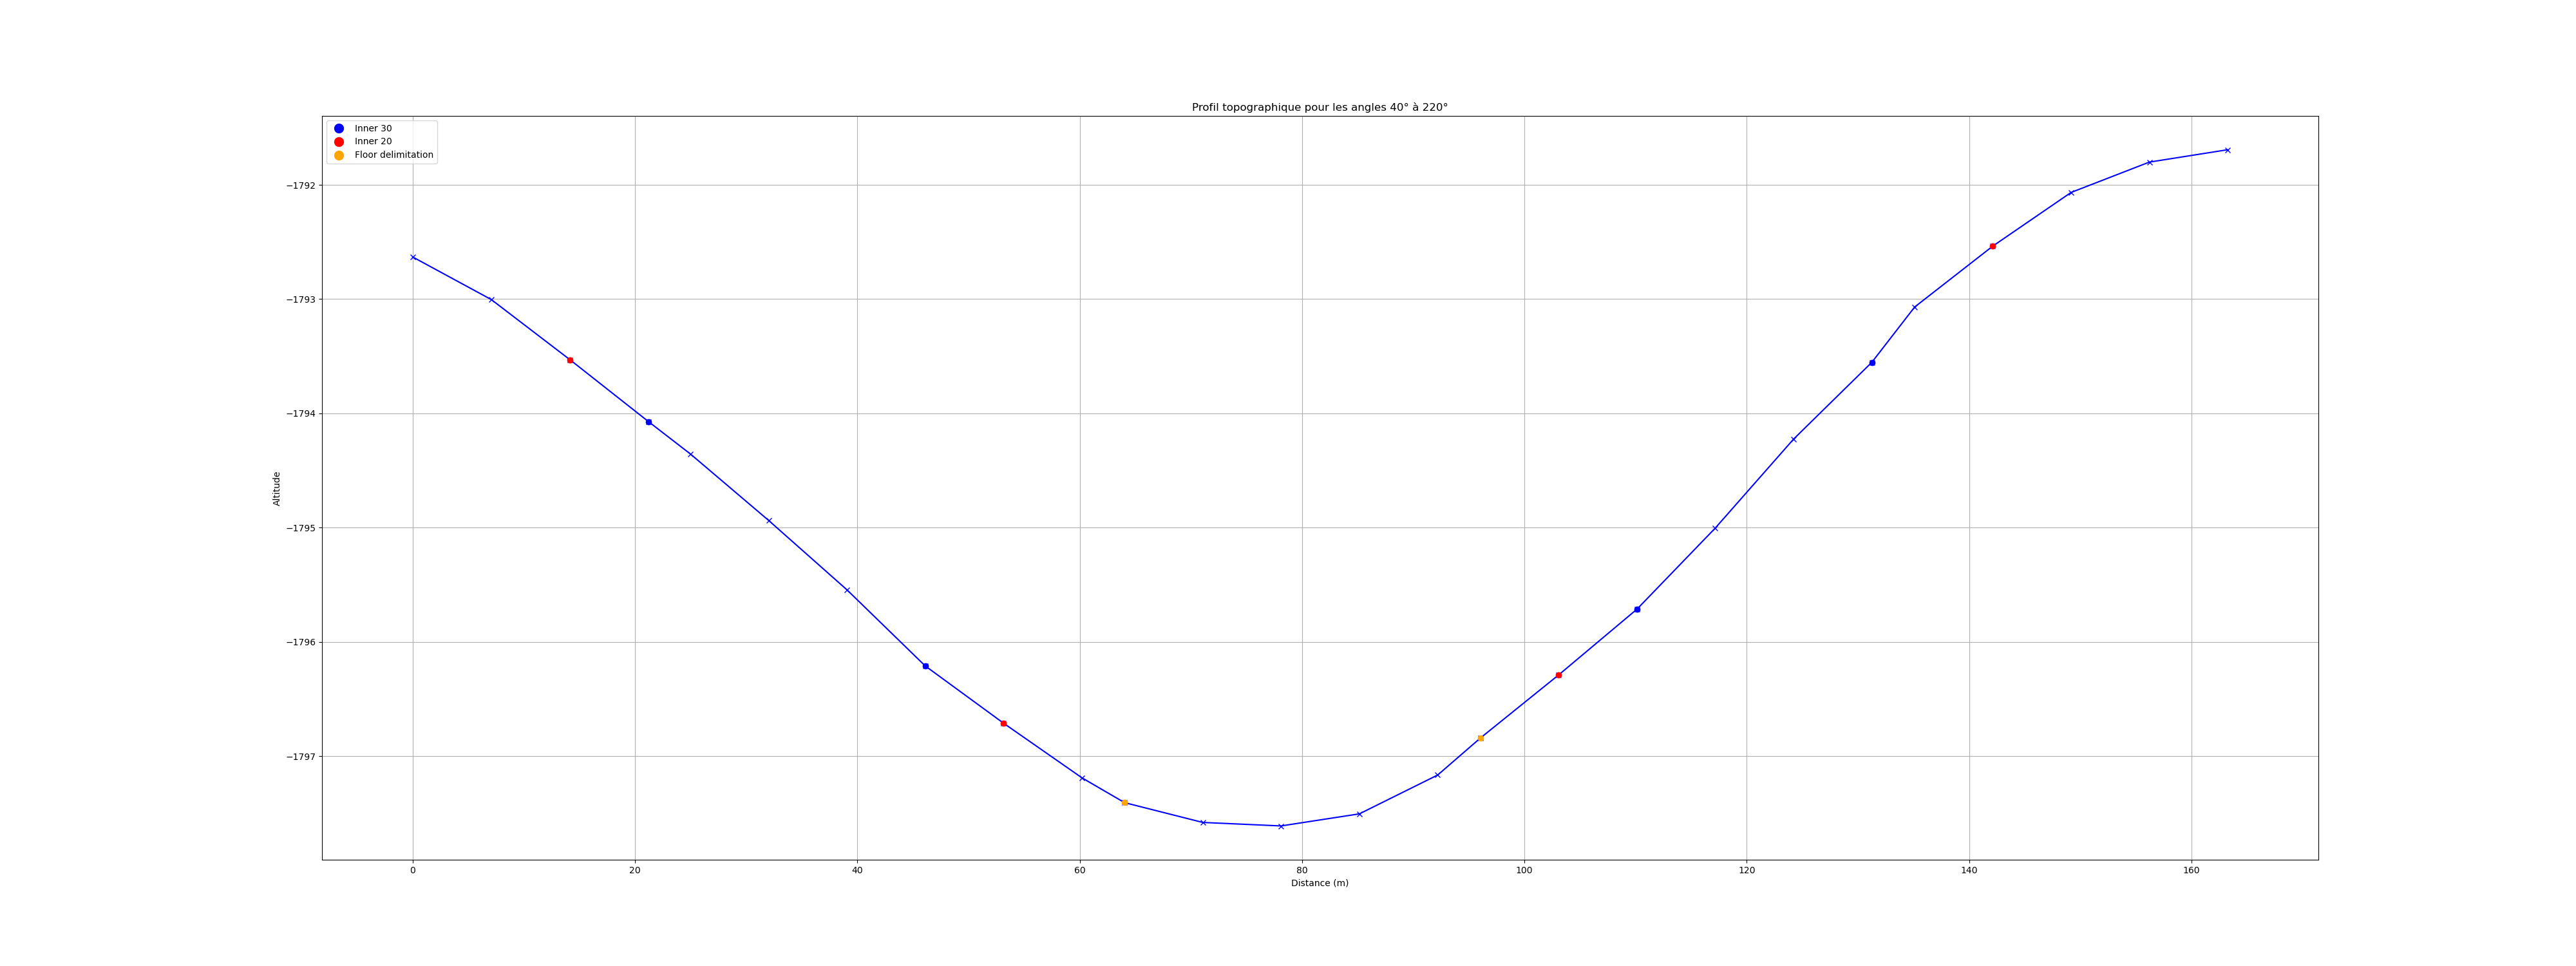 Profil topographique pour les angles 40° à 220°
Inner 30
Inner 20
Floor delimitation
−1792
−1793
−1794
−1795
−1796
−1797
Altitude
0 20 40 60 80 100 120 140 160
Distance (m)